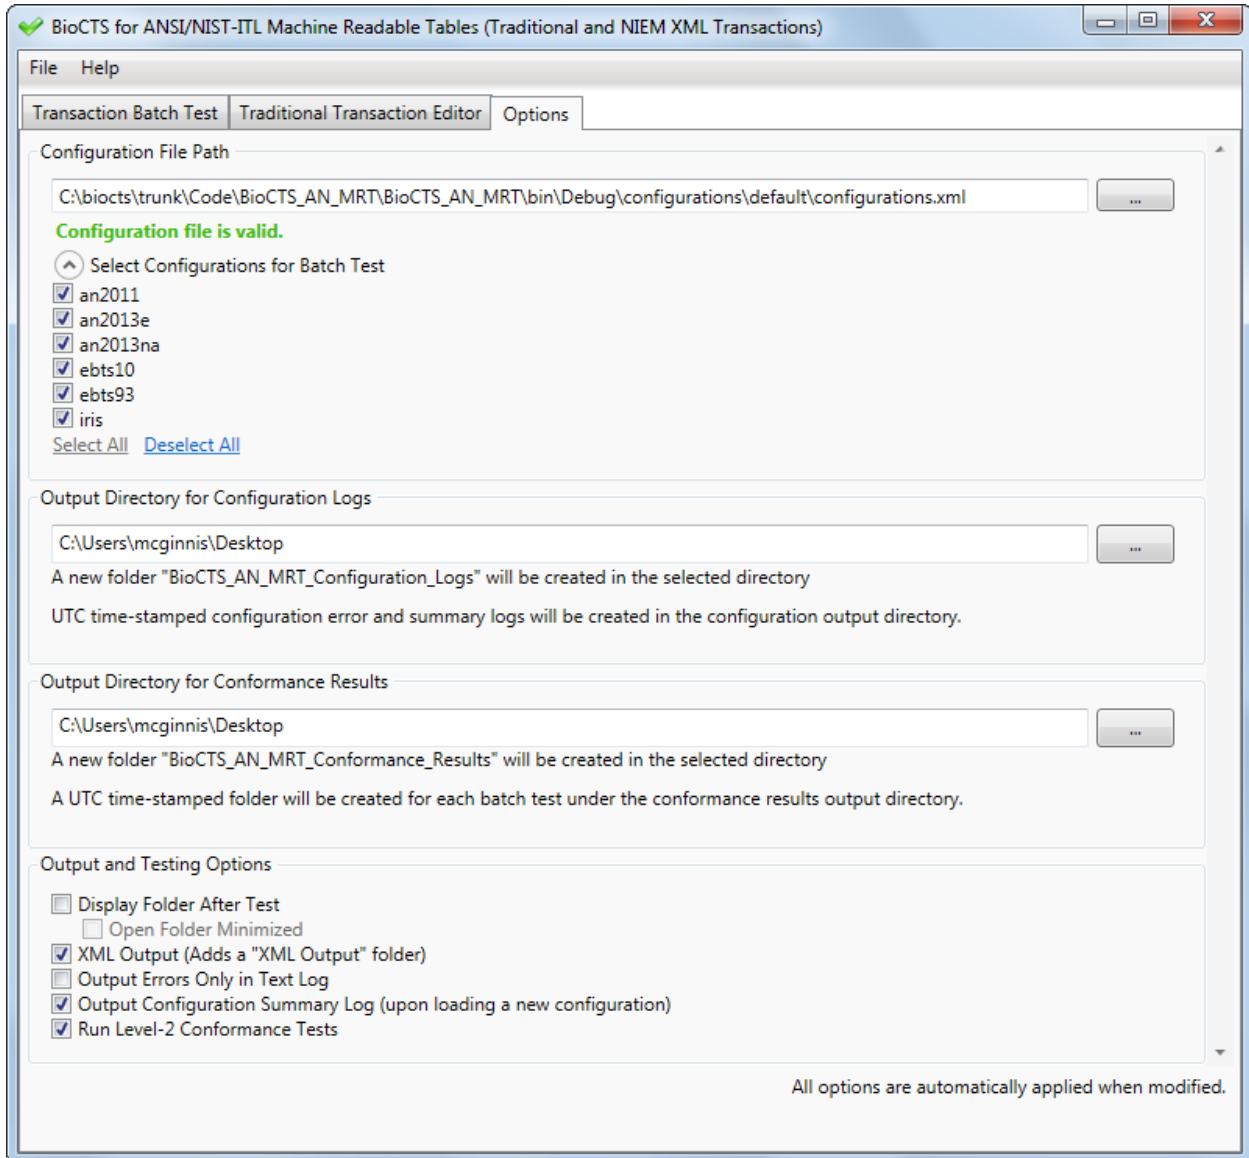 BioCTS for ANSI/NIST-ITL Machine Readable Tables (Traditional and NIEM XML Transactions)
File Help
Transaction Batch Test Traditional Transaction Editor Options
Configuration File Path
C:\biocts\trunk\Code\BioCTS_AN_MRT\BioCTS_AN_MRT\bin\Debug\configurations\default\configurations.xml ...
Configuration file is valid.
Select Configurations for Batch Test
an2011
an2013e
an2013na
ebts10
ebts93
iris
Select All Deselect All
Output Directory for Configuration Logs
C:\Users\mcginnis\Desktop ...
A new folder "BioCTS_AN_MRT_Configuration_Logs" will be created in the selected directory
UTC time-stamped configuration error and summary logs will be created in the configuration output directory.
Output Directory for Conformance Results
C:\Users\mcginnis\Desktop ...
A new folder "BioCTS_AN_MRT_Conformance_Results" will be created in the selected directory
A UTC time-stamped folder will be created for each batch test under the conformance results output directory.
Output and Testing Options
Display Folder After Test
Open Folder Minimized
XML Output (Adds a "XML Output" folder)
Output Errors Only in Text Log
Output Configuration Summary Log (upon loading a new configuration)
Run Level-2 Conformance Tests
All options are automatically applied when modified.